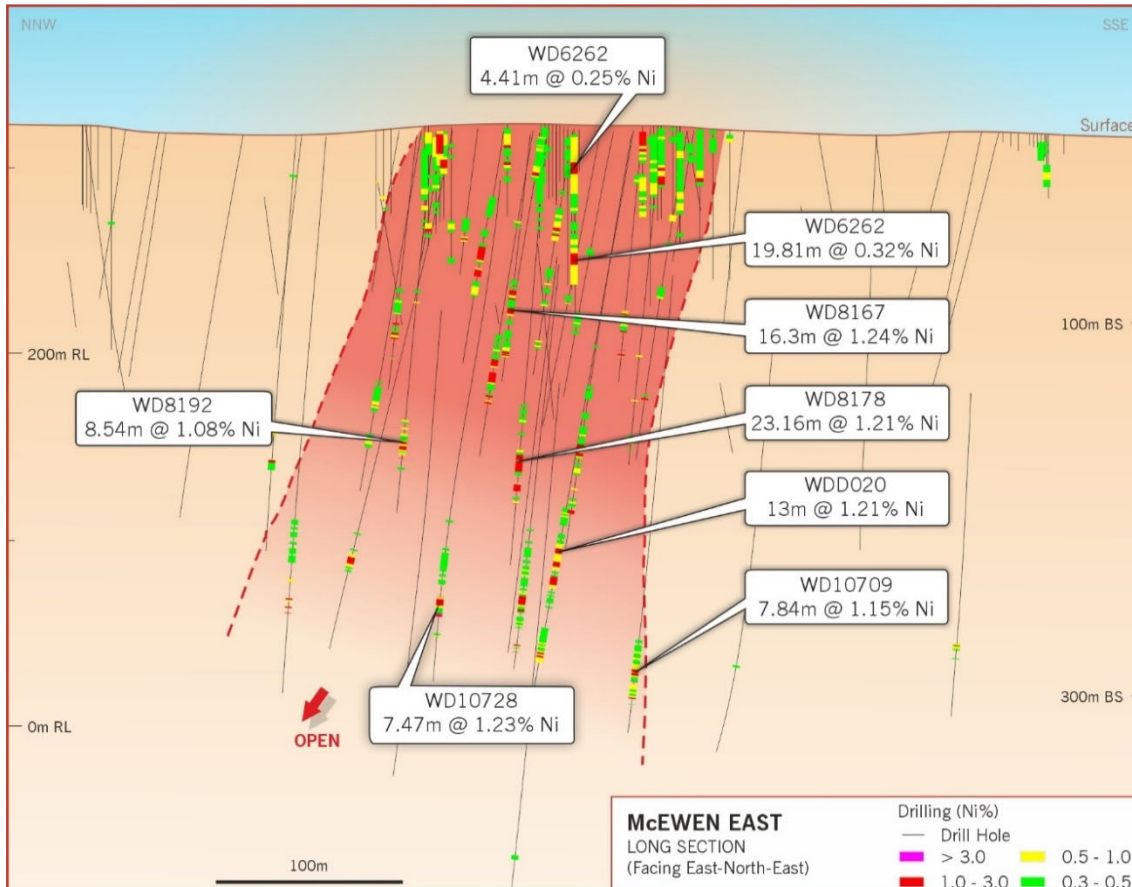 NNW
SSE
WD6262
4.41m @ 0.25% Ni
Surface
WD6262
19.81m @ 0.32% Ni
WD8167
16.3m @ 1.24% Ni
100m BS
200m RL
WD8178
23.16m @ 1.21% Ni
WD8192
8.54m @ 1.08% Ni
WDD020
13m @ 1.21% Ni
WD10709
7.84m @ 1.15% Ni
WD10728
7.47m @ 1.23% Ni
300m BS
0m RL
OPEN
100m
McEWEN EAST
LONG SECTION
(Facing East-North-East)
Drilling (Ni%)
Drill Hole
> 3.0
0.5 - 1.0
1.0 - 3.0
0.3 - 0.5